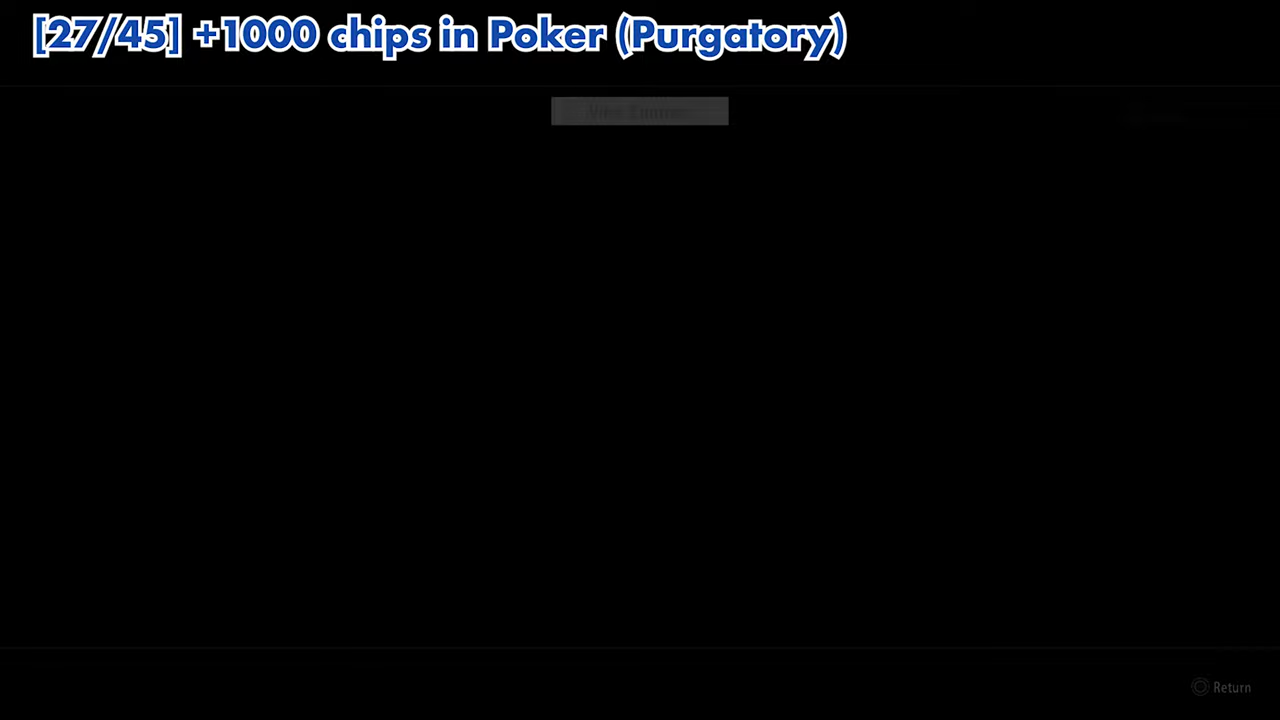 [27/45] +1000 chips in Poker (Purgatory)
Return